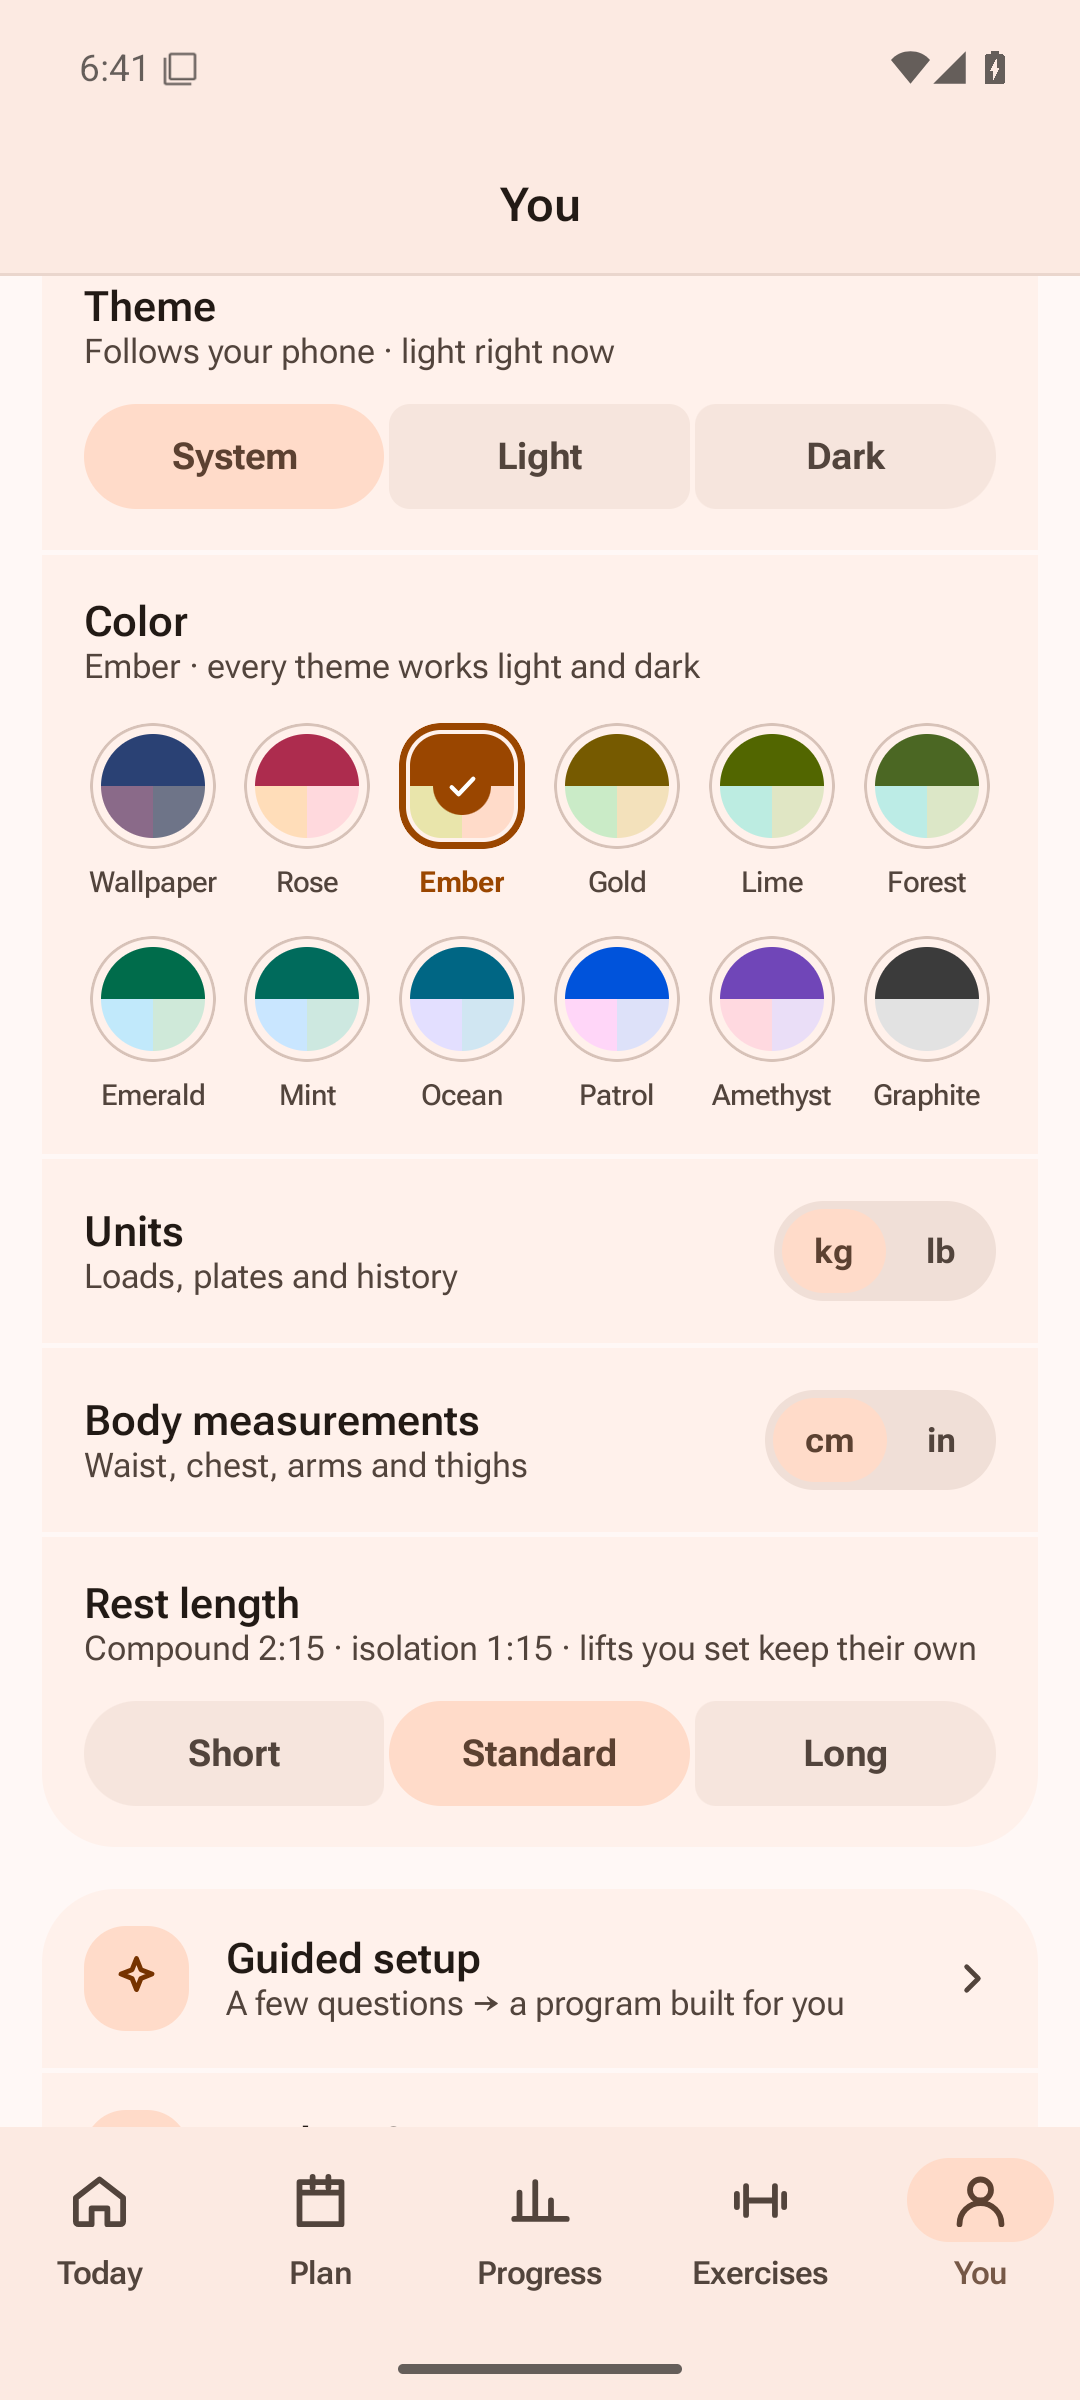 6:41
You
Theme
Follows your phone · light right now
System
Light
Dark
Color
Ember · every theme works light and dark
Wallpaper
Rose
Ember
Gold
Lime
Forest
Emerald
Mint
Ocean
Patrol
Amethyst
Graphite
Units
Loads, plates and history
kg
lb
Body measurements
Waist, chest, arms and thighs
cm
in
Rest length
Compound 2:15 · isolation 1:15 · lifts you set keep their own
Short
Standard
Long
Guided setup
A few questions → a program built for you
Today
Plan
Progress
Exercises
You